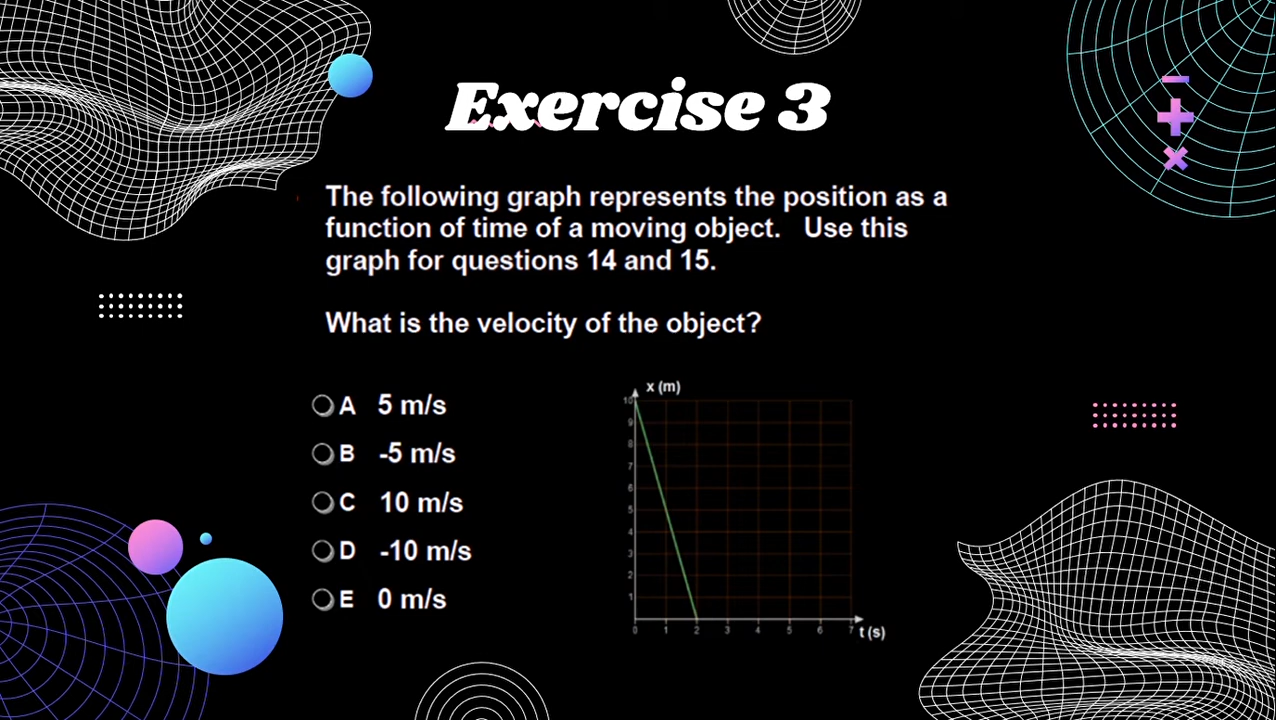 Exercise 3
The following graph represents the position as a
function of time of a moving object. Use this
graph for questions 14 and 15.
What is the velocity of the object?
A 5 m/s
B -5 m/s
C 10 m/s
D -10 m/s
E 0 m/s
x (m)
10
9
8
7
6
5
4
3
2
1
0 1 2 3 4 5 6 7 t (s)